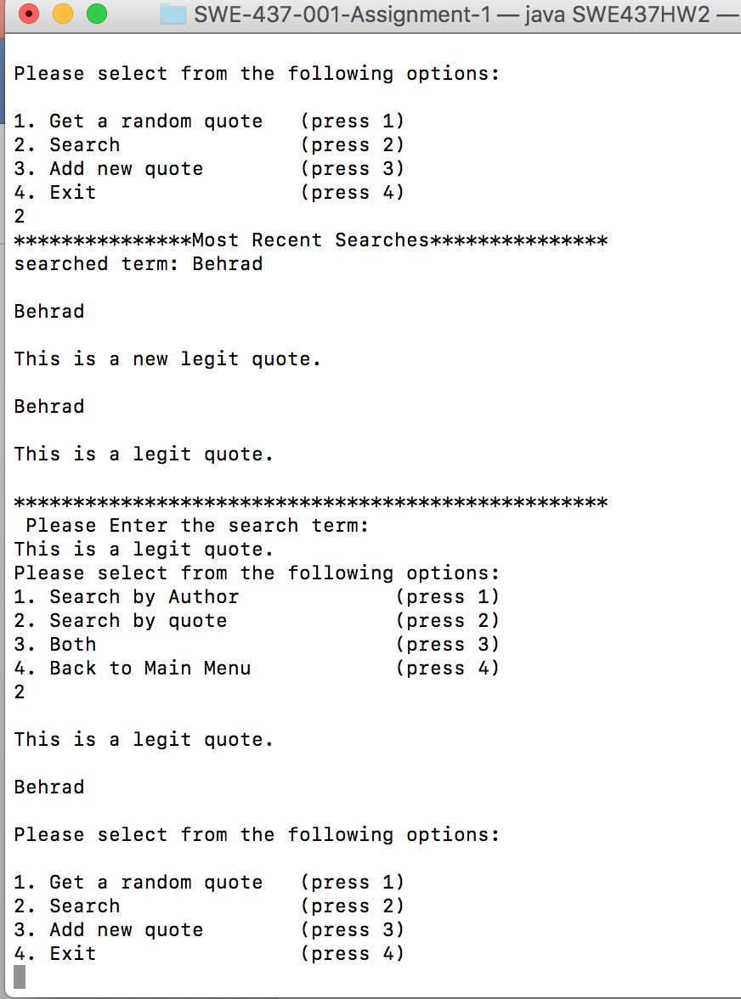 SWE-437-001-Assignment-1 — java SWE437HW2 —
Please select from the following options:
1. Get a random quote   (press 1)
2. Search               (press 2)
3. Add new quote        (press 3)
4. Exit                 (press 4)
2
***************Most Recent Searches***************
searched term: Behrad
Behrad
This is a new legit quote.
Behrad
This is a legit quote.
**************************************************
 Please Enter the search term:
This is a legit quote.
Please select from the following options:
1. Search by Author             (press 1)
2. Search by quote              (press 2)
3. Both                         (press 3)
4. Back to Main Menu            (press 4)
2
This is a legit quote.
Behrad
Please select from the following options:
1. Get a random quote   (press 1)
2. Search               (press 2)
3. Add new quote        (press 3)
4. Exit                 (press 4)